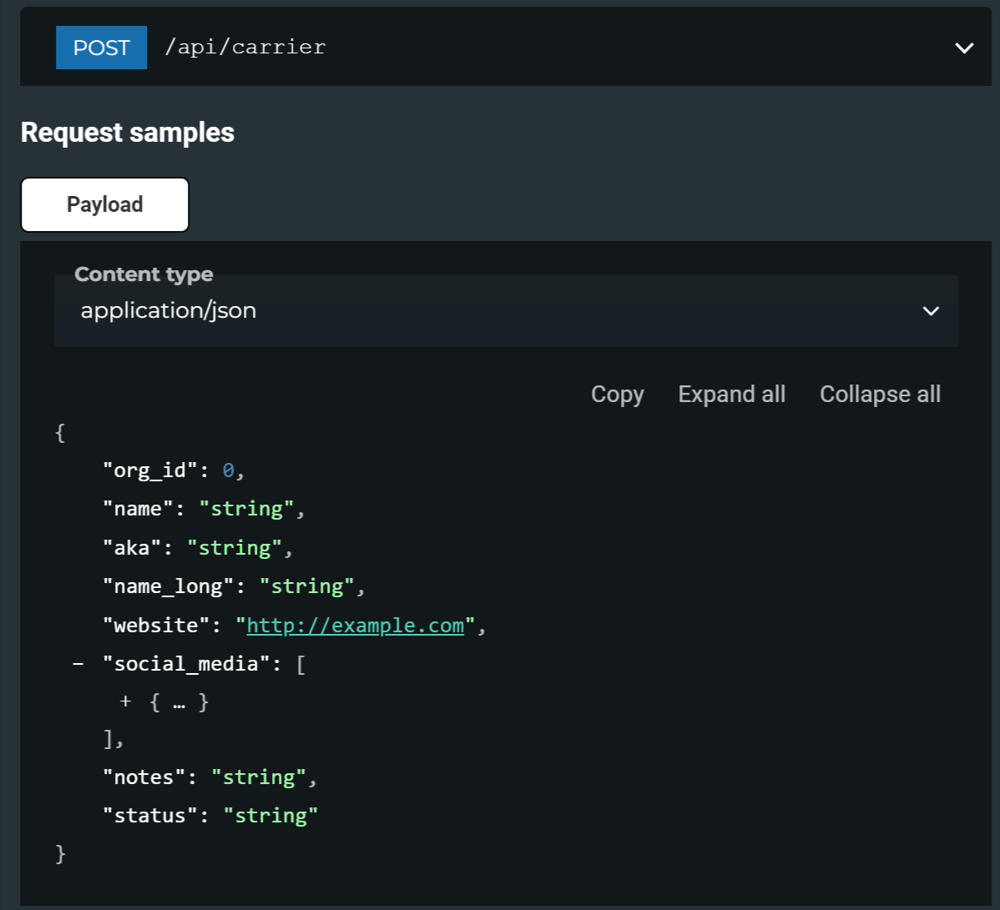 POST /api/carrier
Request samples
Payload
Content type
application/json
Copy Expand all Collapse all
{
"org_id": 0,
"name": "string",
"aka": "string",
"name_long": "string",
"website": "http://example.com",
− "social_media": [
+ { … }
],
"notes": "string",
"status": "string"
}